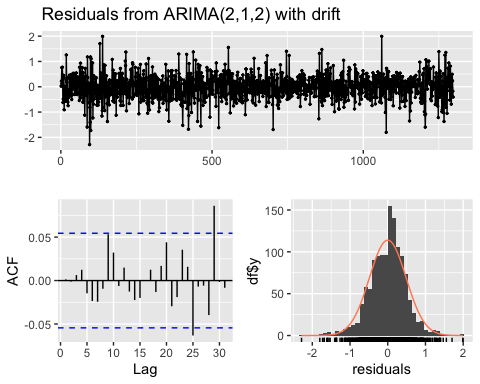 Residuals from ARIMA(2,1,2) with drift
2
1
0
-1
-2
0 500 1000
ACF
0.05
0.00
-0.05
0 5 10 15 20 25 30
Lag
df$y
150
100
50
0
-2 -1 0 1 2
residuals